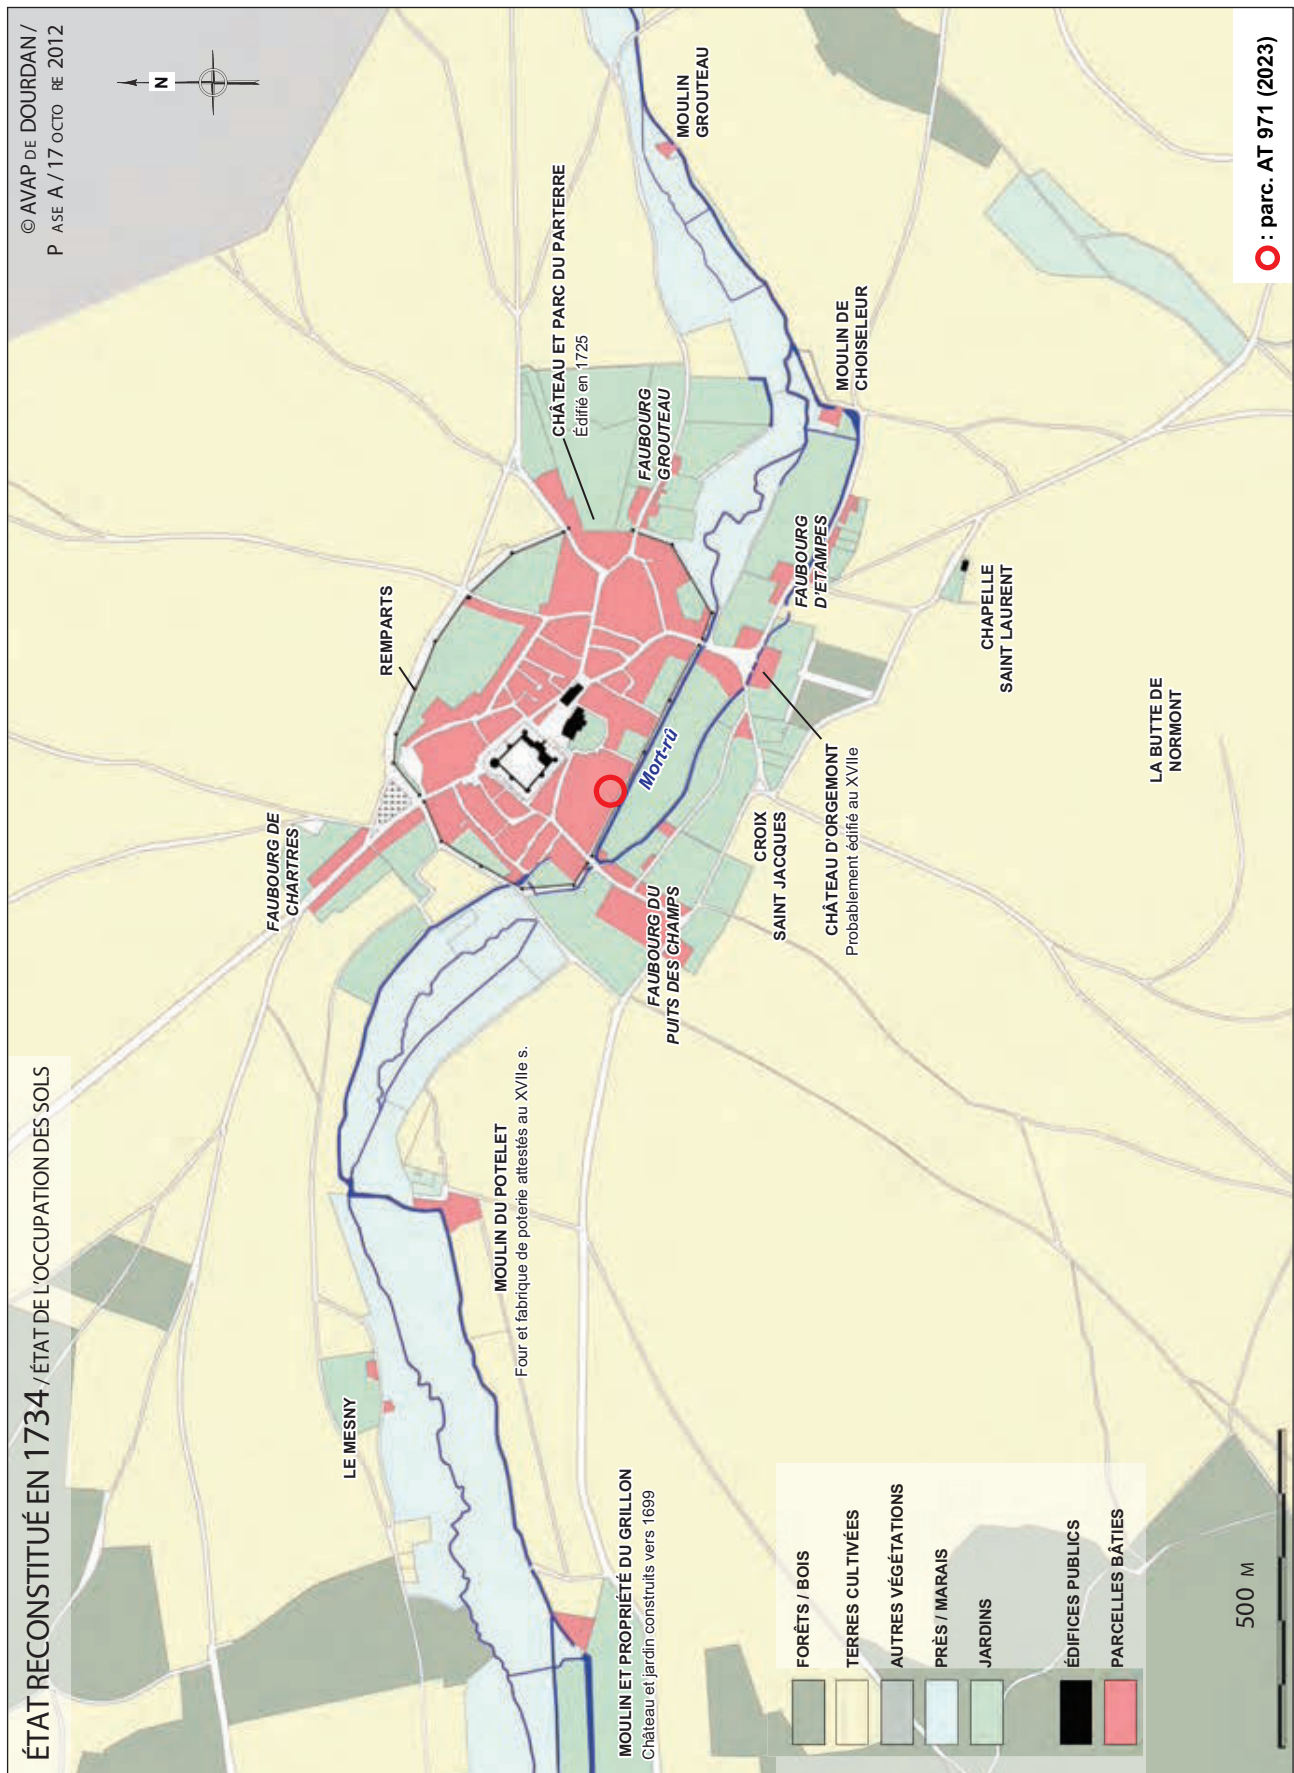 ÉTAT RECONSTITUÉ EN 1734 / ÉTAT DE L'OCCUPATION DES SOLS
© AVAP DE DOURDAN /
P ASE A / 17 OCTO RE 2012
N
FAUBOURG DE
CHARTRES
REMPARTS
CHÂTEAU ET PARC DU PARTERRE
Édifié en 1725
MOULIN
GROUTEAU
FAUBOURG
GROUTEAU
LE MESNY
MOULIN DU POTELET
Four et fabrique de poterie attestés au XVIIe s.
Mort-rû
FAUBOURG DU
PUITS DES CHAMPS
MOULIN DE
CHOISELEUR
FAUBOURG
D'ETAMPES
CROIX
SAINT JACQUES
CHÂTEAU D'ORGEMONT
Probablement édifié au XVIIe
CHAPELLE
SAINT LAURENT
LA BUTTE DE
NORMONT
MOULIN ET PROPRIÉTÉ DU GRILLON
Château et jardin construits vers 1699
FORÊTS / BOIS
TERRES CULTIVÉES
AUTRES VÉGÉTATIONS
PRÈS / MARAIS
JARDINS
ÉDIFICES PUBLICS
PARCELLES BÂTIES
500 M
: parc. AT 971 (2023)